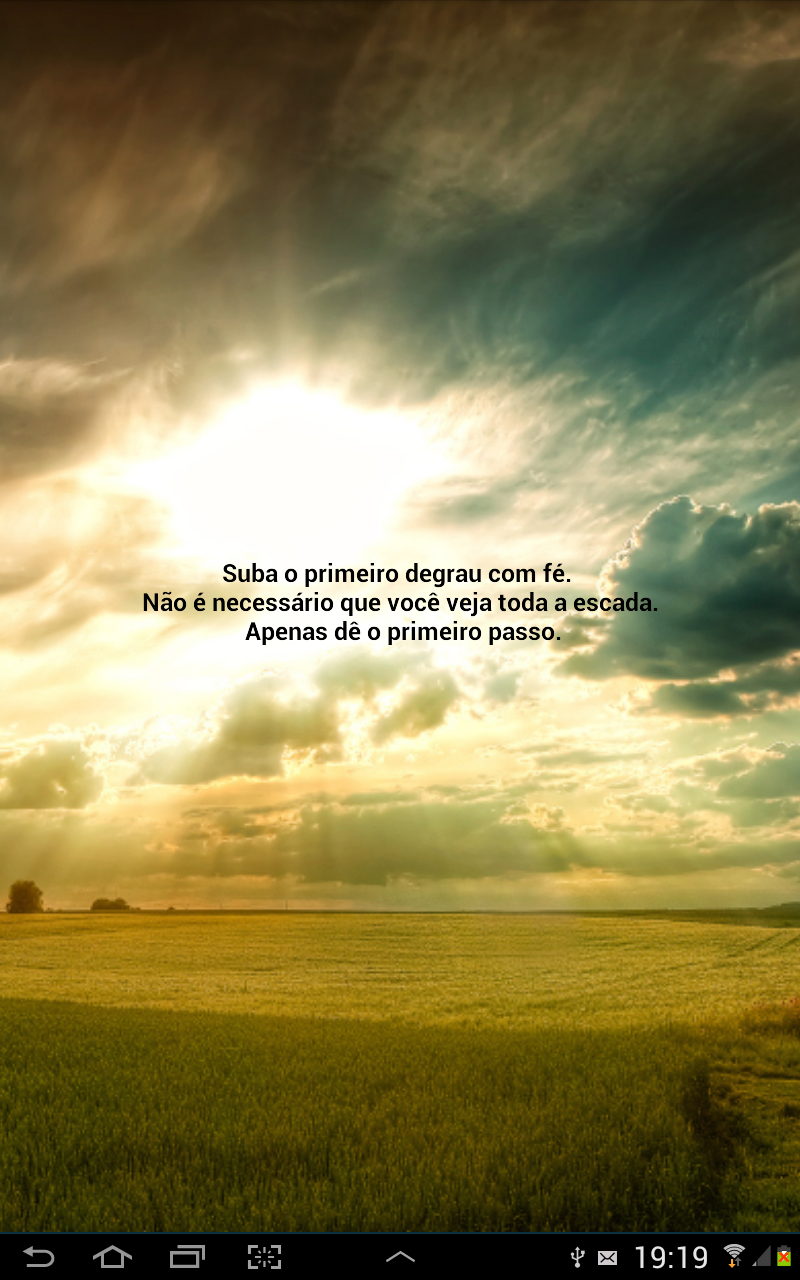 Suba o primeiro degrau com fé.
Não é necessário que você veja toda a escada.
Apenas dê o primeiro passo.
19:19